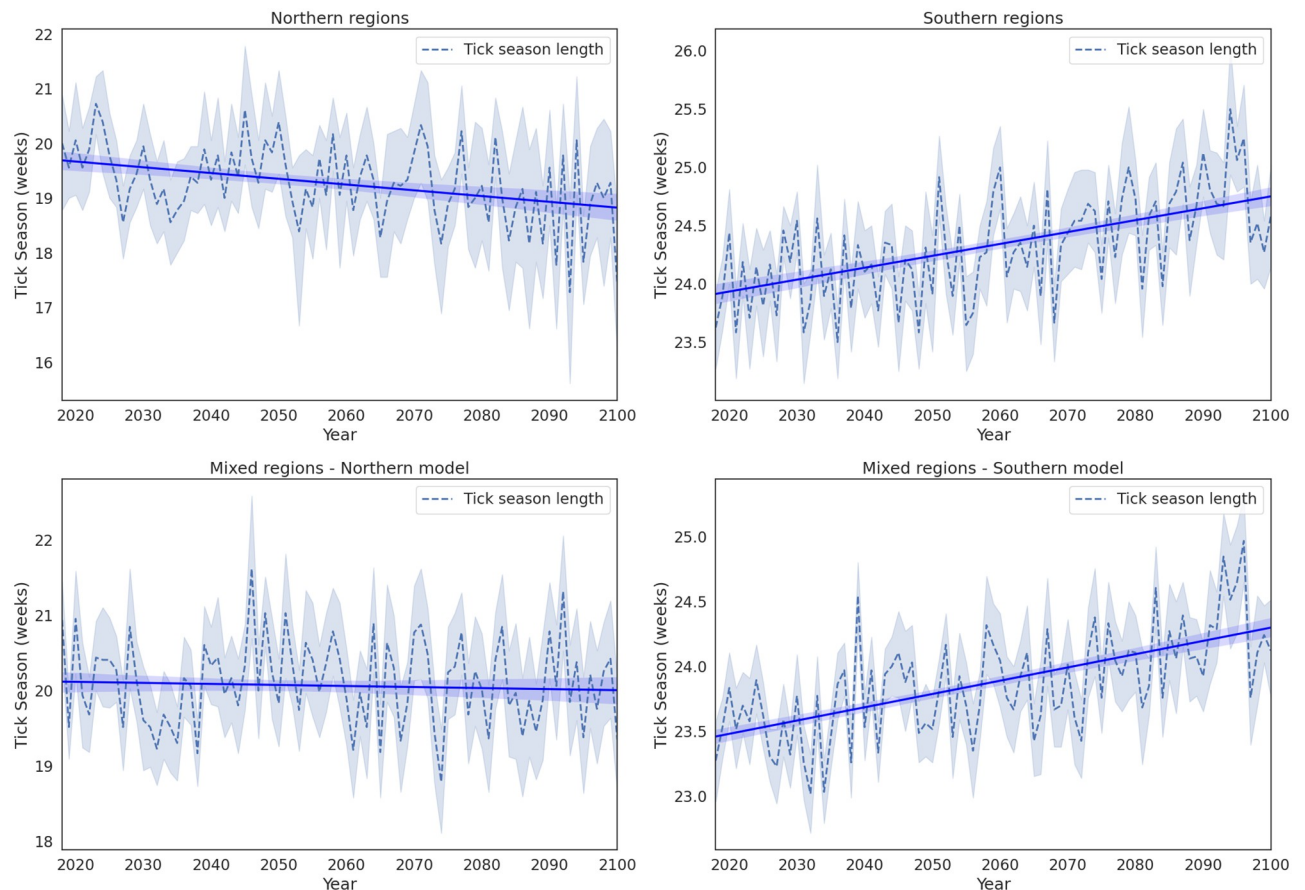 Northern regions
Tick season length
Tick Season (weeks)
22
21
20
19
18
17
16
2020 2030 2040 2050 2060 2070 2080 2090 2100
Year
Southern regions
Tick season length
Tick Season (weeks)
26.0
25.5
25.0
24.5
24.0
23.5
2020 2030 2040 2050 2060 2070 2080 2090 2100
Year
Mixed regions - Northern model
Tick season length
Tick Season (weeks)
22
21
20
19
18
2020 2030 2040 2050 2060 2070 2080 2090 2100
Year
Mixed regions - Southern model
Tick season length
Tick Season (weeks)
25.0
24.5
24.0
23.5
23.0
2020 2030 2040 2050 2060 2070 2080 2090 2100
Year